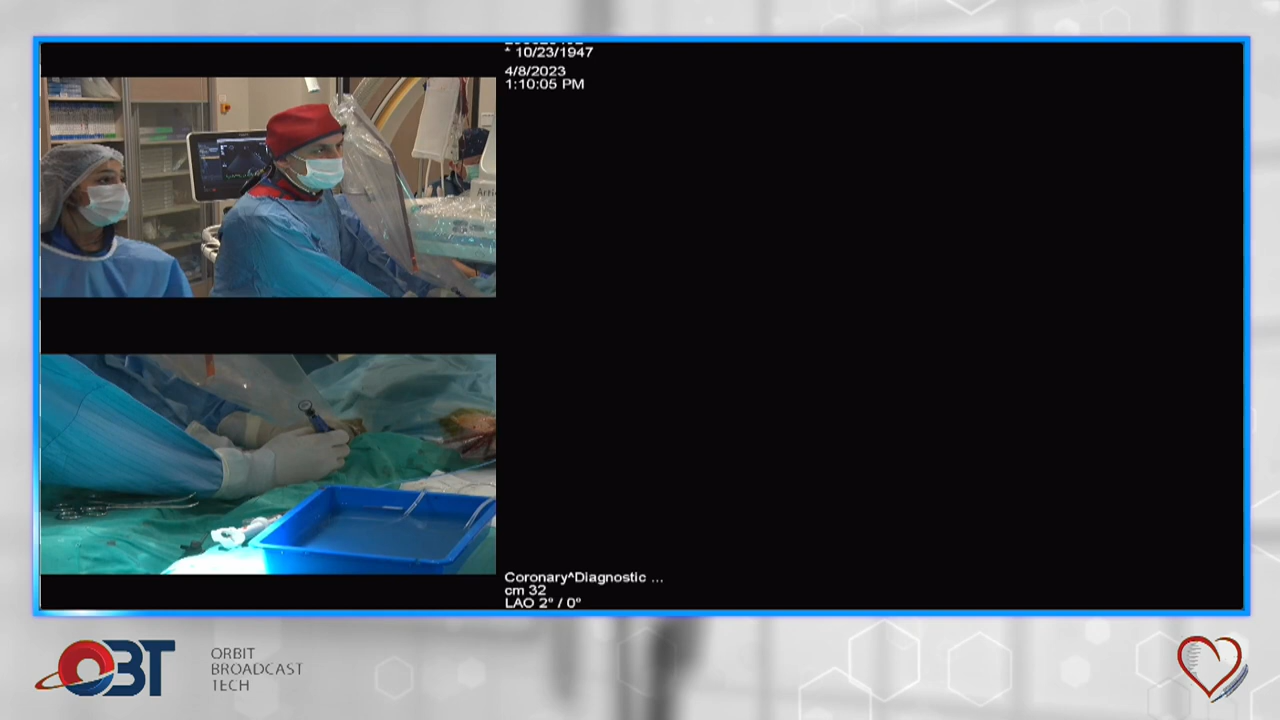 * 10/23/1947
4/8/2023
1:10:05 PM
Coronary^Diagnostic ...
cm 32
LAO 2° / 0°
OBT
ORBIT
BROADCAST
TECH